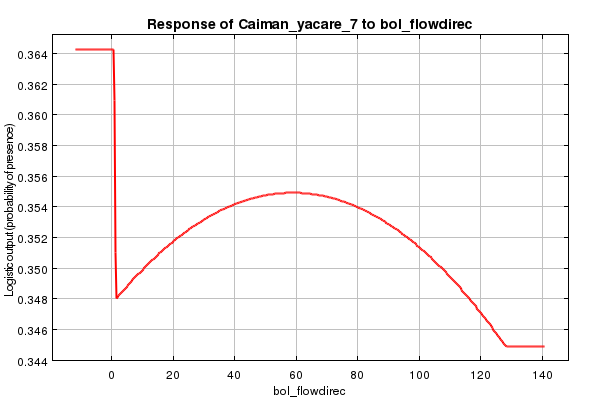 Response of Caiman_yacare_7 to bol_flowdirec
Logistic output (probability of presence)
0.364
0.362
0.360
0.358
0.356
0.354
0.352
0.350
0.348
0.346
0.344
0 20 40 60 80 100 120 140
bol_flowdirec